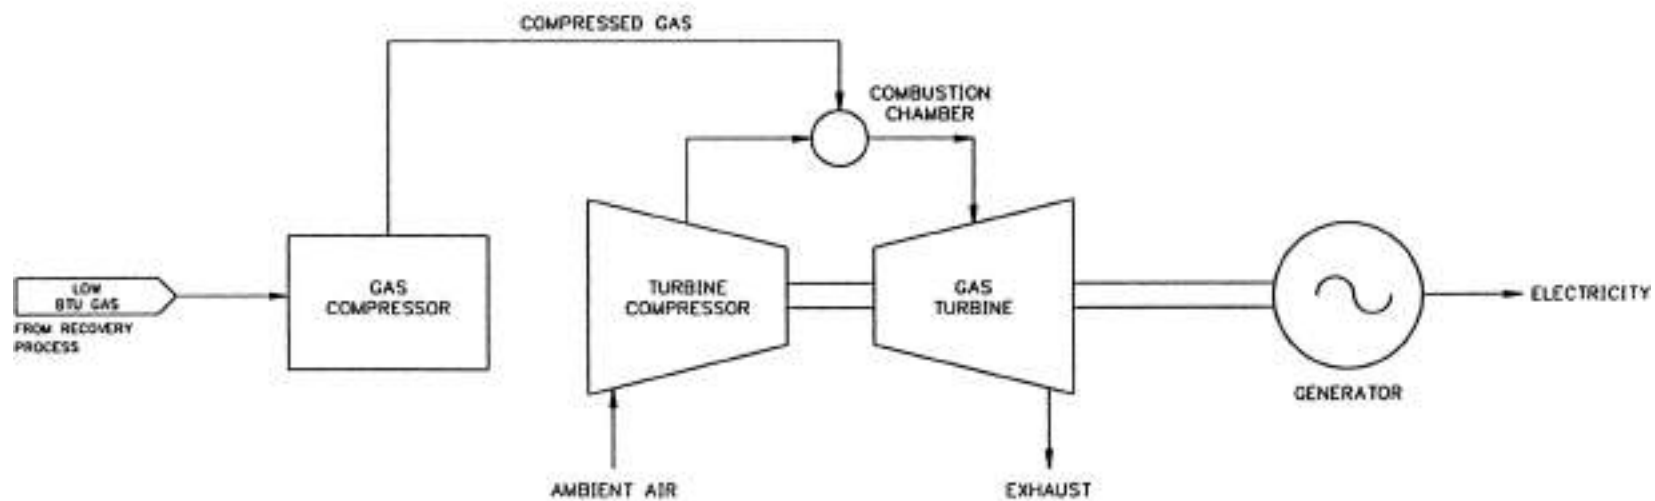 COMPRESSED GAS
COMBUSTION
CHAMBER
LOW
BTU GAS
FROM RECOVERY
PROCESS
GAS
COMPRESSOR
TURBINE
COMPRESSOR
GAS
TURBINE
ELECTRICITY
GENERATOR
AMBIENT AIR
EXHAUST